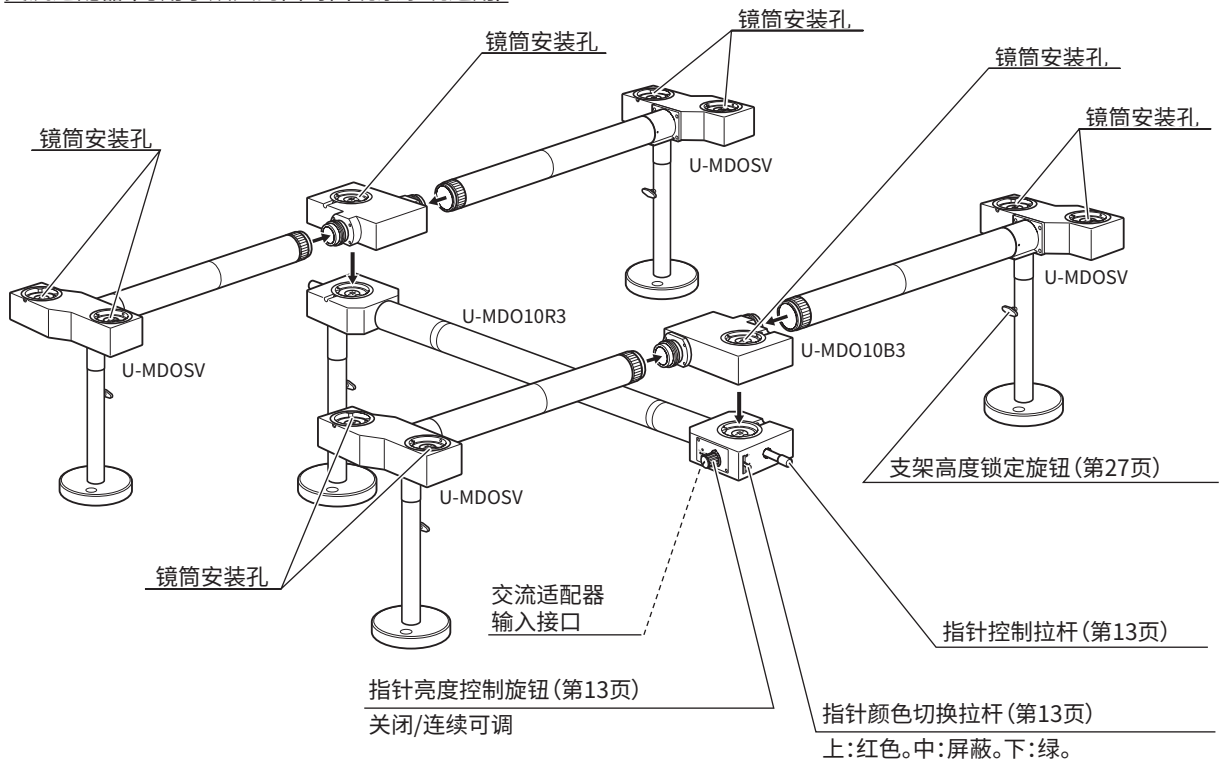 镜筒安装孔
镜筒安装孔
镜筒安装孔
镜筒安装孔
镜筒安装孔
U-MDOSV
U-MDOSV
U-MDO10R3
U-MDO10B3
U-MDOSV
支架高度锁定旋钮(第27页)
U-MDOSV
镜筒安装孔
交流适配器
输入接口
指针控制拉杆(第13页)
指针亮度控制旋钮(第13页)
关闭/连续可调
指针颜色切换拉杆(第13页)
上:红色。中:屏蔽。下:绿。